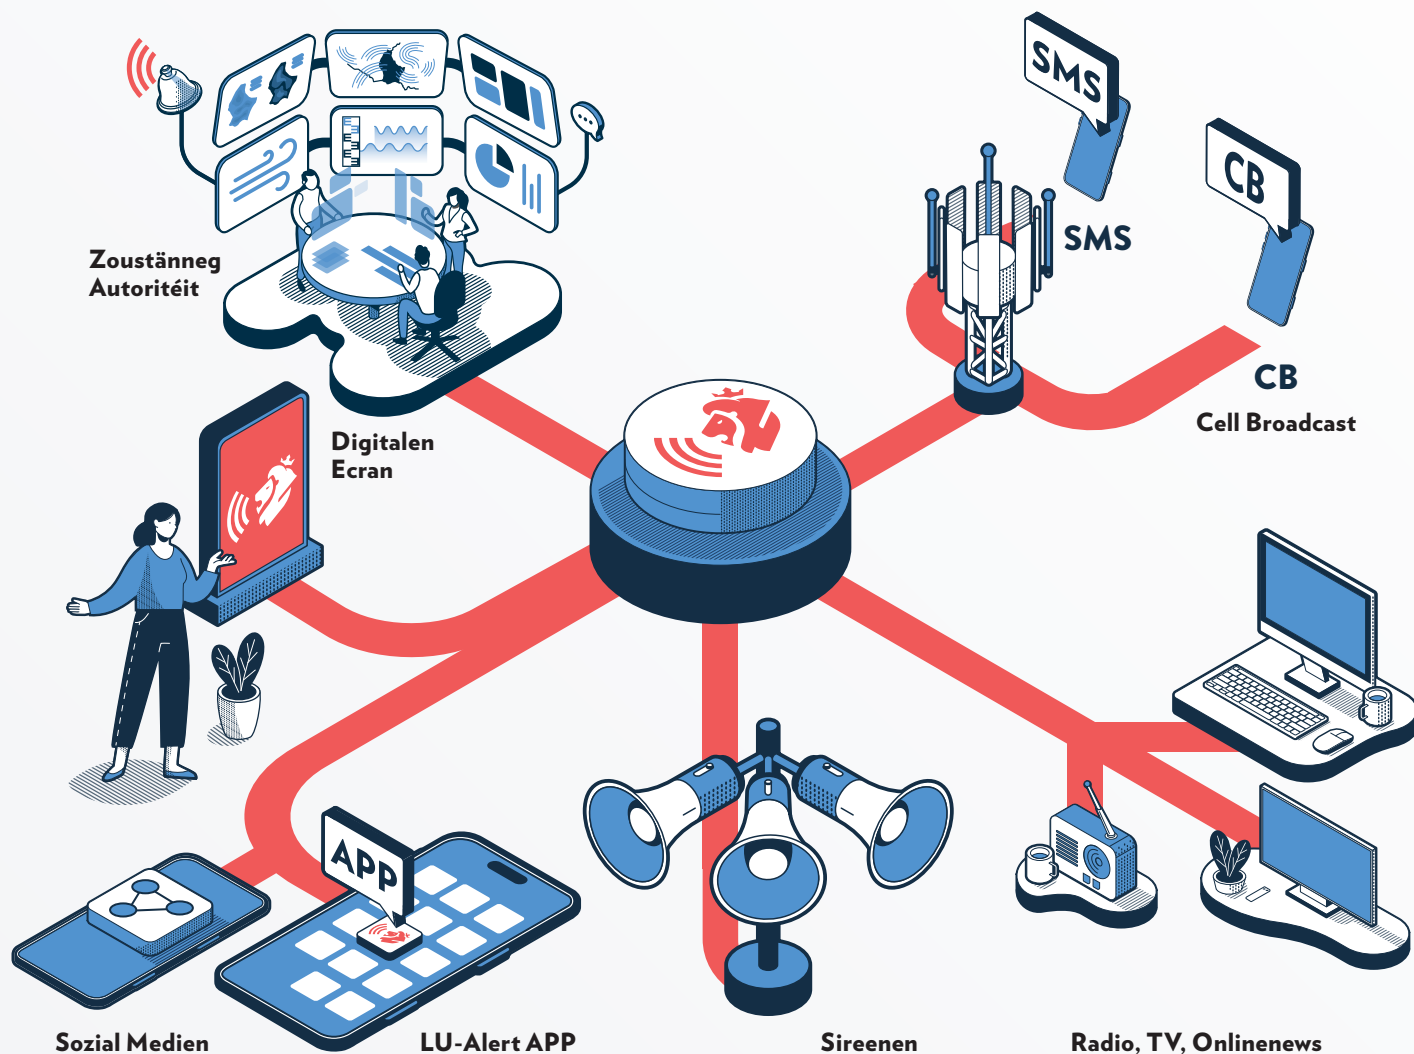 SMS
CB
SMS
Zoustänneg
Autoritéit
CB
Cell Broadcast
Digitalen
Ecran
APP
Sozial Medien
LU-Alert APP
Sireenen
Radio, TV, Onlinenews